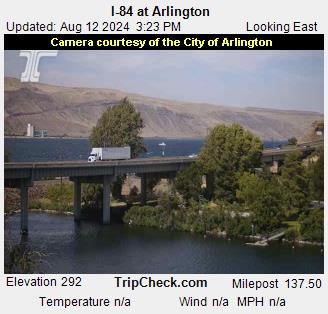 I-84 at Arlington
Updated: Aug 12 2024 3:23 PM Looking East
Camera courtesy of the City of Arlington
Elevation 292 TripCheck.com Milepost 137.50
Temperature n/a Wind n/a MPH n/a